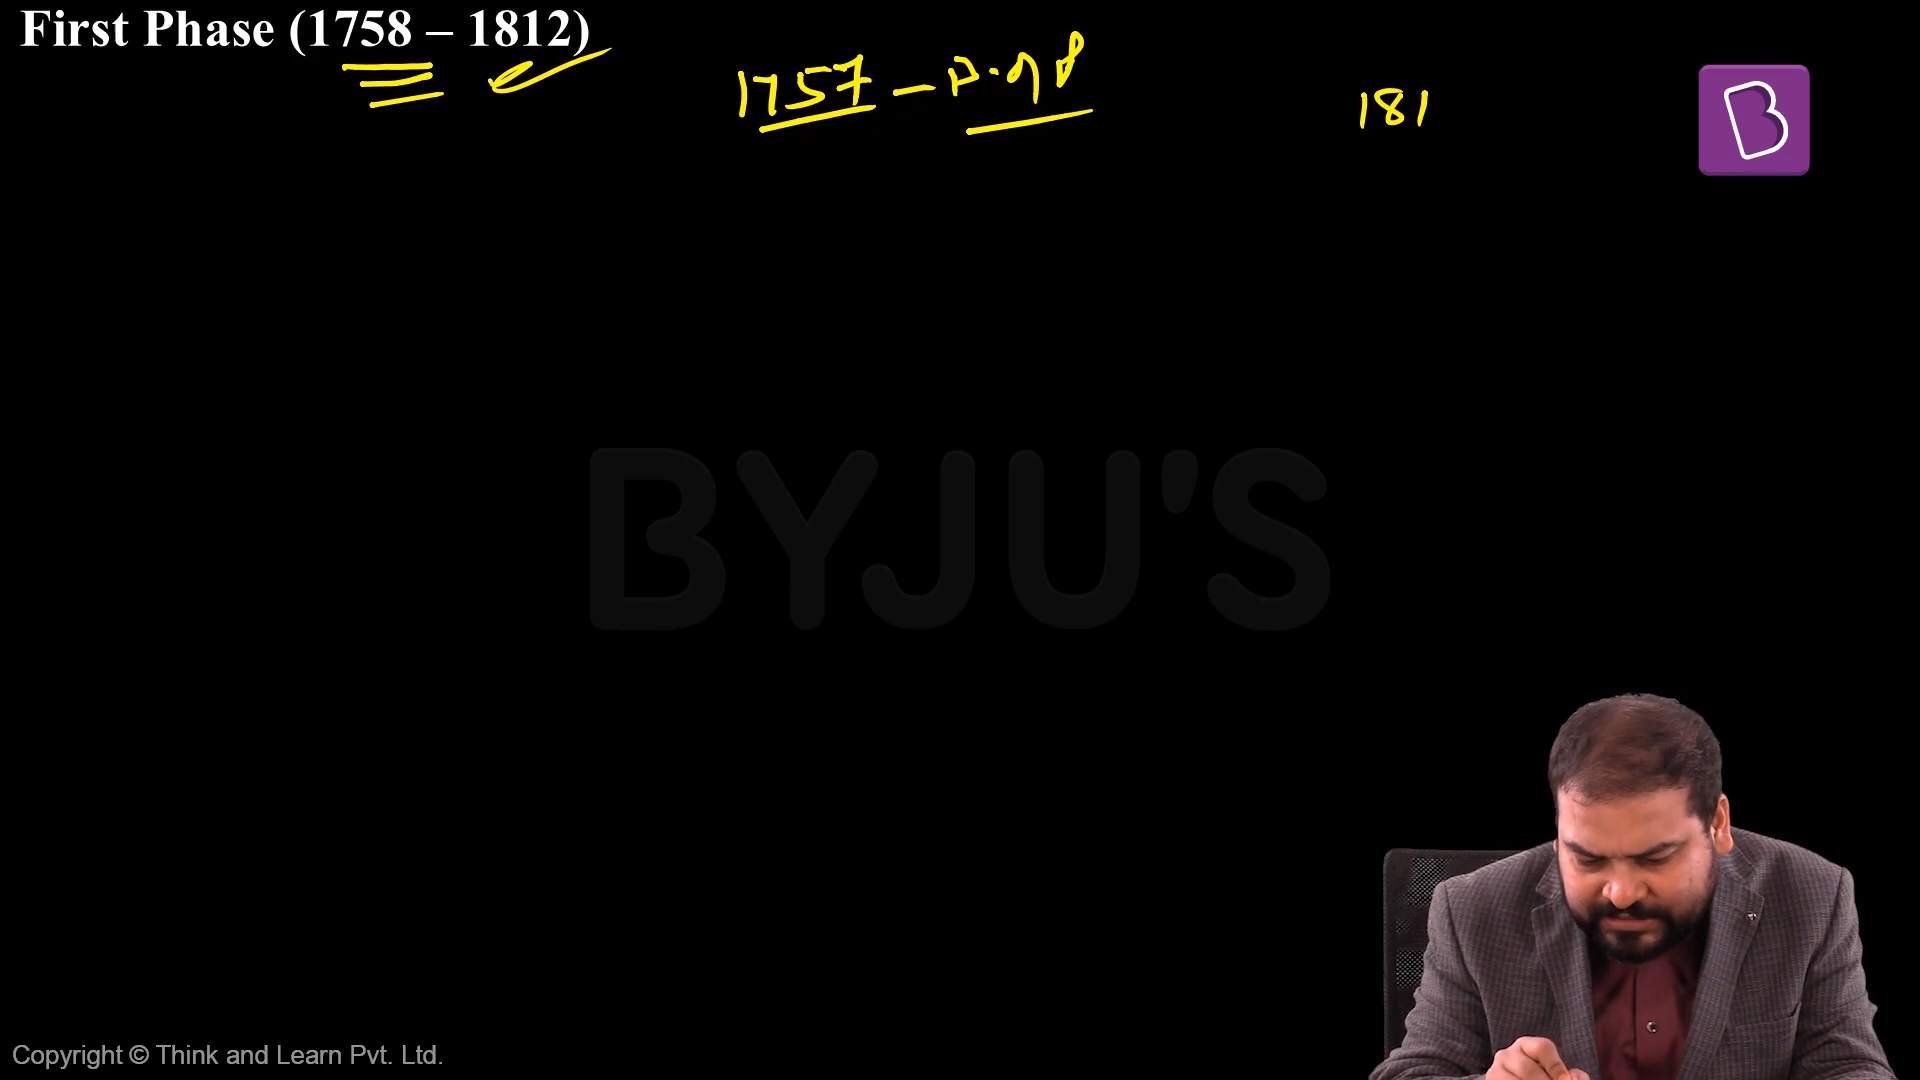 First Phase (1758 – 1812)
1757 –
181
B
BYJU'S
Copyright © Think and Learn Pvt. Ltd.